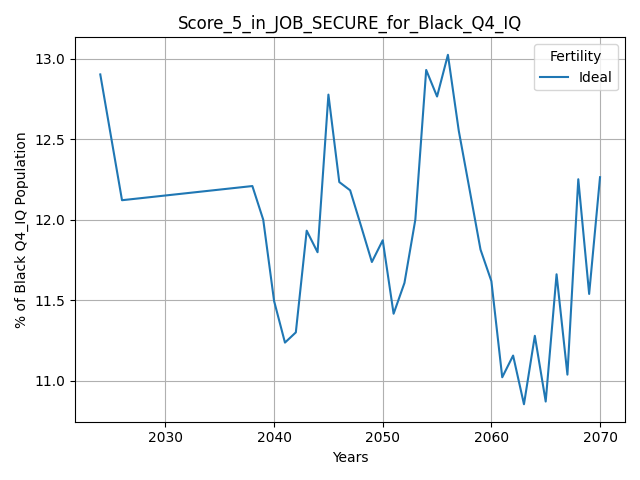 Score_5_in_JOB_SECURE_for_Black_Q4_IQ
Fertility
Ideal
% of Black Q4_IQ Population
13.0
12.5
12.0
11.5
11.0
2030 2040 2050 2060 2070
Years